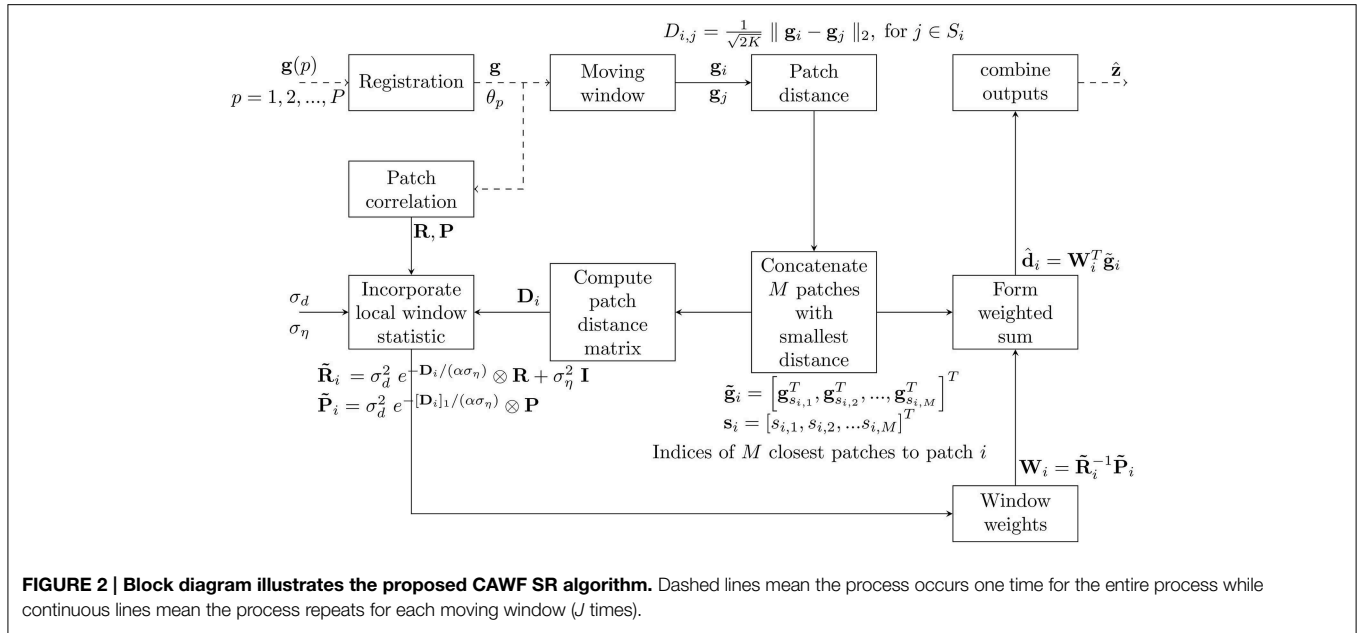 D_{i,j} = \frac{1}{\sqrt{2K}} ‖ g_i − g_j ‖_2, for j ∈ S_i
g(p)
p = 1, 2, ..., P
Registration
g
θ_p
Moving
window
g_i
g_j
Patch
distance
combine
outputs
ẑ
Patch
correlation
R, P
σ_d
σ_η
Incorporate
local window
statistic
D_i
Compute
patch
distance
matrix
Concatenate
M patches
with
smallest
distance
d̂_i = W_i^T g̃_i
Form
weighted
sum
R̃_i = σ_d^2 e^{−D_i/(ασ_η)} ⊗ R + σ_η^2 I
P̃_i = σ_d^2 e^{−[D_i]_1/(ασ_η)} ⊗ P
g̃_i = [g_{s_{i,1}}^T, g_{s_{i,2}}^T, ..., g_{s_{i,M}}^T]^T
s_i = [s_{i,1}, s_{i,2}, ...s_{i,M}]^T
Indices of M closest patches to patch i
W_i = R̃_i^{−1} P̃_i
Window
weights
FIGURE 2 | Block diagram illustrates the proposed CAWF SR algorithm. Dashed lines mean the process occurs one time for the entire process while
continuous lines mean the process repeats for each moving window (J times).